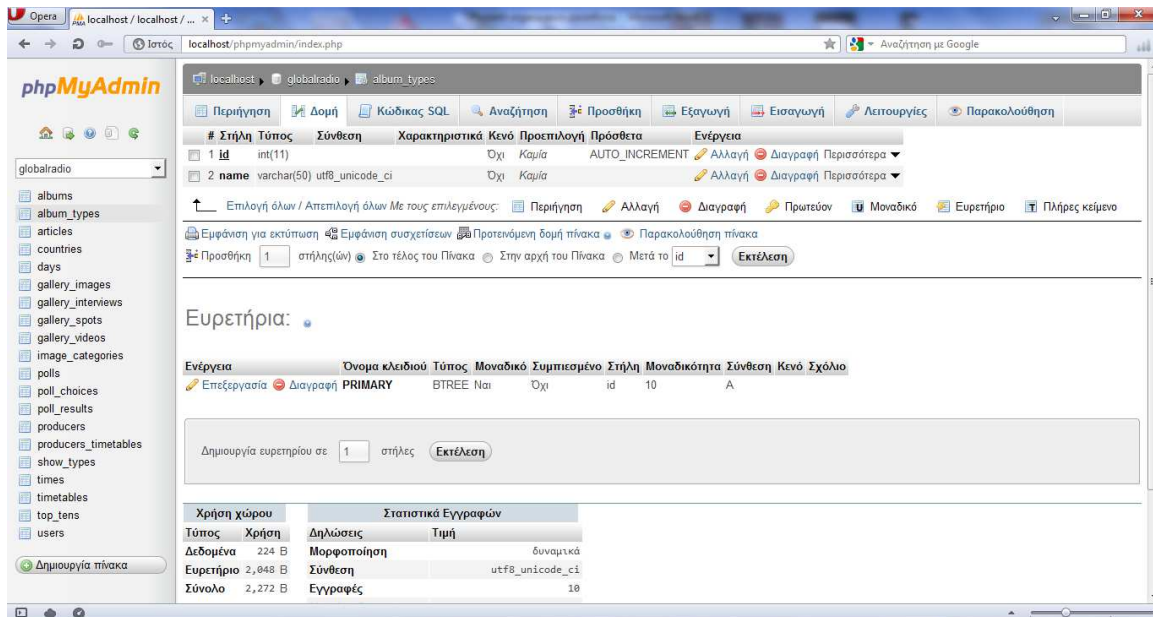 Opera
PMA
localhost / localhost / ...
Ιστός
localhost/phpmyadmin/index.php
Αναζήτηση με Google
phpMyAdmin
localhost
globalradio
album_types
Περιήγηση Δομή Κώδικας SQL Αναζήτηση Προσθήκη Εξαγωγή Εισαγωγή Λειτουργίες Παρακολούθηση
# Στήλη Τύπος Σύνθεση Χαρακτηριστικά Κενό Προεπιλογή Πρόσθετα Ενέργεια
1 id int(11) Όχι Καμία AUTO_INCREMENT Αλλαγή Διαγραφή Περισσότερα
2 name varchar(50) utf8_unicode_ci Όχι Καμία Αλλαγή Διαγραφή Περισσότερα
Επιλογή όλων / Απεπιλογή όλων Με τους επιλεγμένους: Περιήγηση Αλλαγή Διαγραφή Πρωτεύον U Μοναδικό Ευρετήριο T Πλήρες κείμενο
Εμφάνιση για εκτύπωση Εμφάνιση συσχετίσεων Προτεινόμενη δομή πίνακα Παρακολούθηση πίνακα
Προσθήκη 1 στήλης(ών) Στο τέλος του Πίνακα Στην αρχή του Πίνακα Μετά το id Εκτέλεση
Ευρετήρια:
Ενέργεια Όνομα κλειδιού Τύπος Μοναδικό Συμπιεσμένο Στήλη Μοναδικότητα Σύνθεση Κενό Σχόλιο
Επεξεργασία Διαγραφή PRIMARY BTREE Ναι Όχι id 10 A
Δημιουργία ευρετηρίου σε 1 στήλες Εκτέλεση
Χρήση χώρου
Τύπος Χρήση
Δεδομένα 224 B
Ευρετήριο 2,048 B
Σύνολο 2,272 B
Στατιστικά Εγγραφών
Δηλώσεις Τιμή
Μορφοποίηση δυναμικά
Σύνθεση utf8_unicode_ci
Εγγραφές 10
globalradio
albums
album_types
articles
countries
days
gallery_images
gallery_interviews
gallery_spots
gallery_videos
image_categories
polls
poll_choices
poll_results
producers
producers_timetables
show_types
times
timetables
top_tens
users
Δημιουργία πίνακα